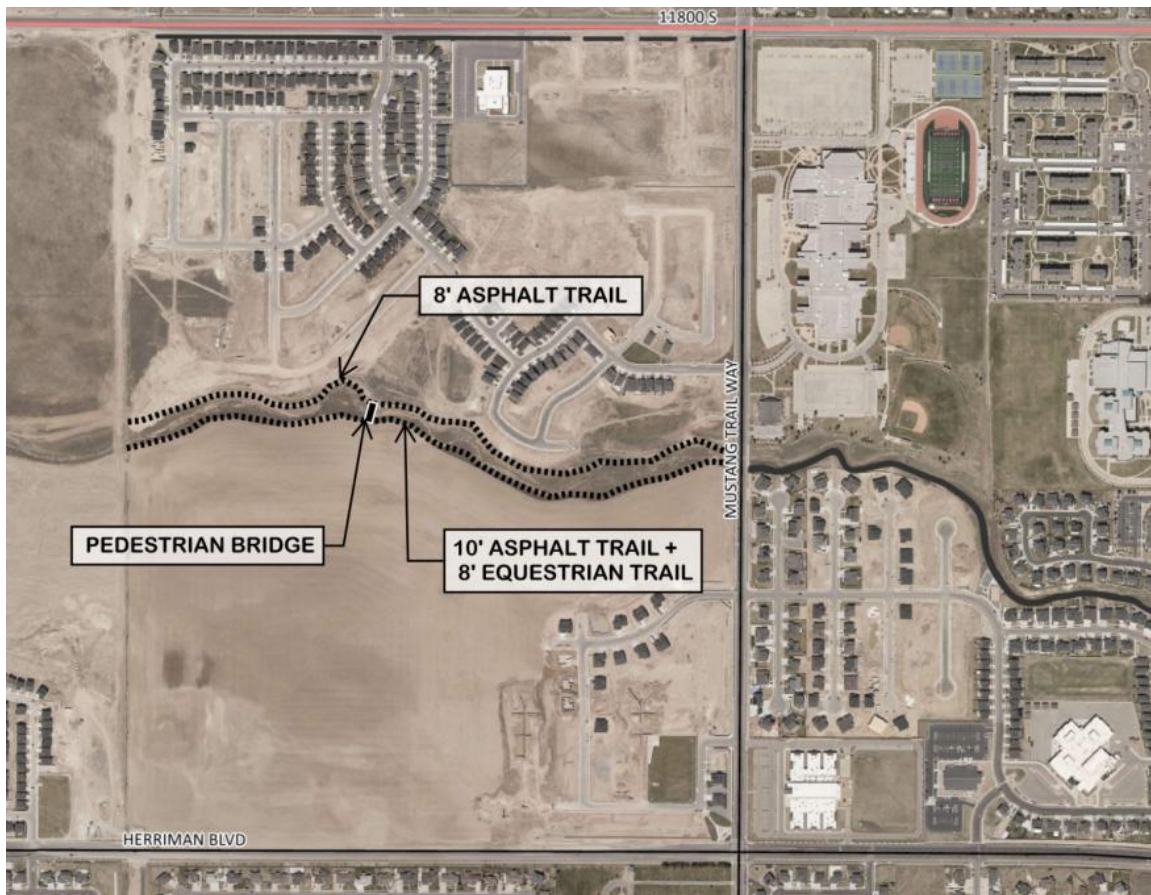 11800 S
8' ASPHALT TRAIL
MUSTANG TRAIL WAY
PEDESTRIAN BRIDGE
10' ASPHALT TRAIL +
8' EQUESTRIAN TRAIL
HERRIMAN BLVD